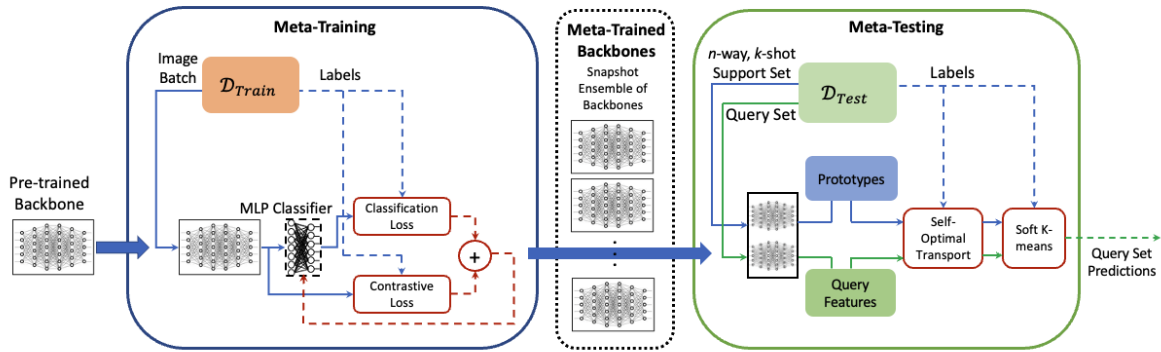 Meta-Training
Image
Batch
𝒟Train
Labels
Pre-trained
Backbone
MLP Classifier
Classification
Loss
+
Contrastive
Loss
Meta-Trained
Backbones
Snapshot
Ensemble of
Backbones
Meta-Testing
n-way, k-shot
Support Set
Query Set
𝒟Test
Labels
Prototypes
Query
Features
Self-
Optimal
Transport
Soft K-
means
Query Set
Predictions